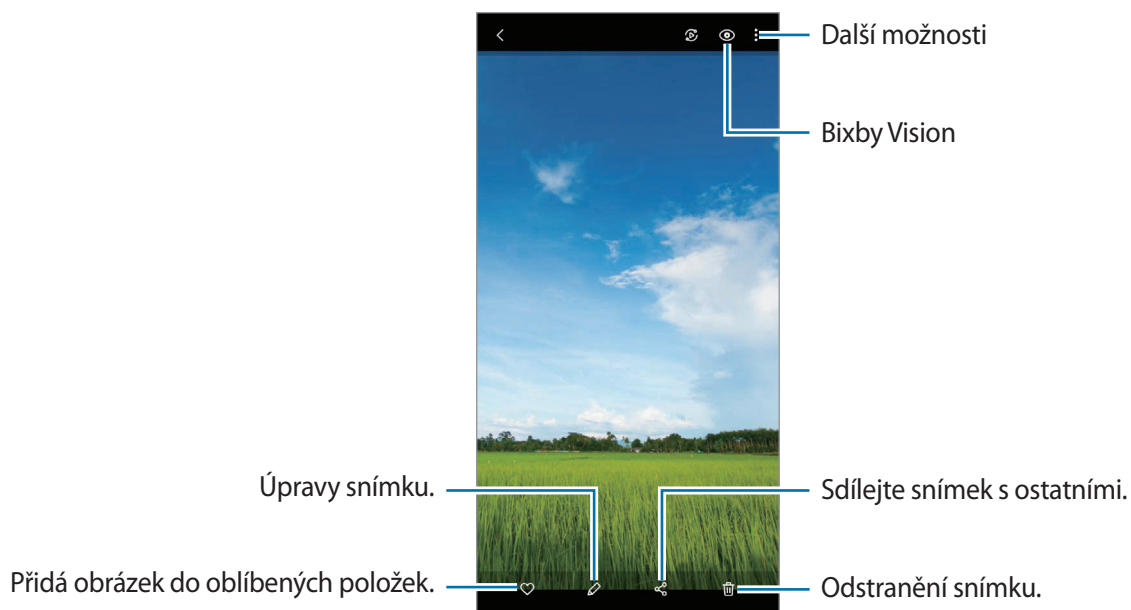 Další možnosti
Bixby Vision
Úpravy snímku.
Sdílejte snímek s ostatními.
Přidá obrázek do oblíbených položek.
Odstranění snímku.